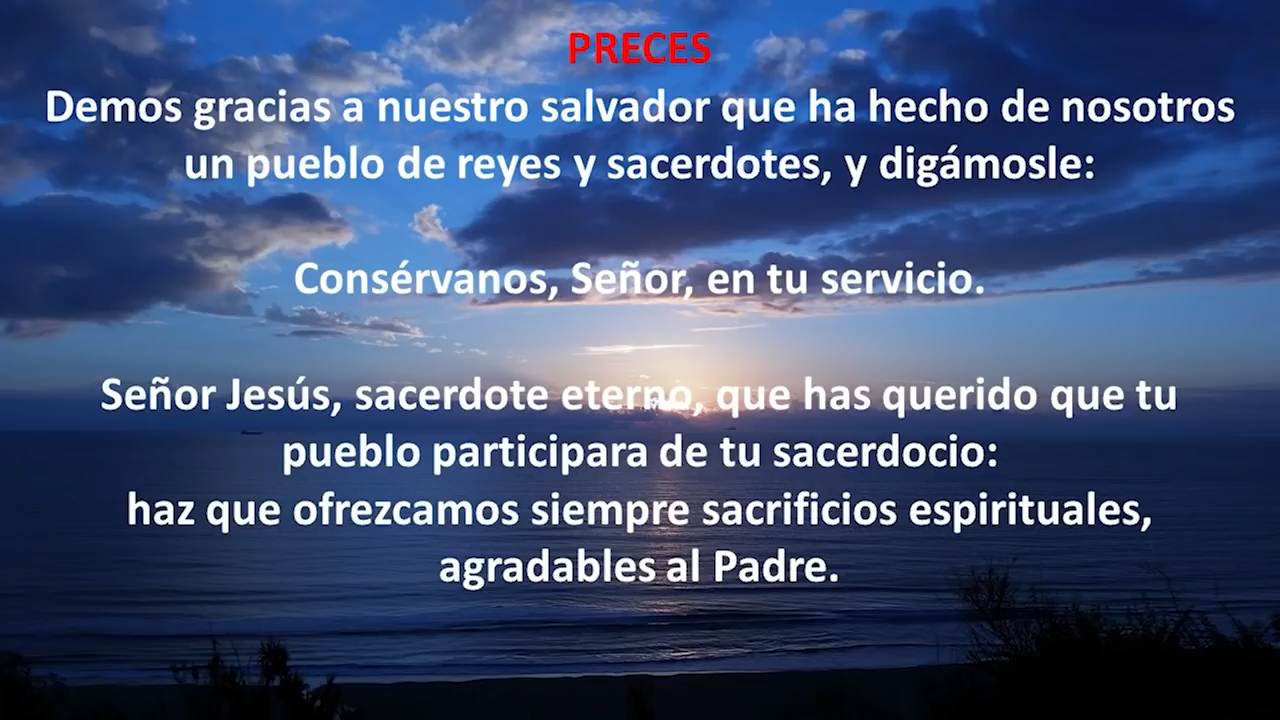 PRECES
Demos gracias a nuestro salvador que ha hecho de nosotros
un pueblo de reyes y sacerdotes, y digámosle:
Consérvanos, Señor, en tu servicio.
Señor Jesús, sacerdote eterno, que has querido que tu
pueblo participara de tu sacerdocio:
haz que ofrezcamos siempre sacrificios espirituales,
agradables al Padre.